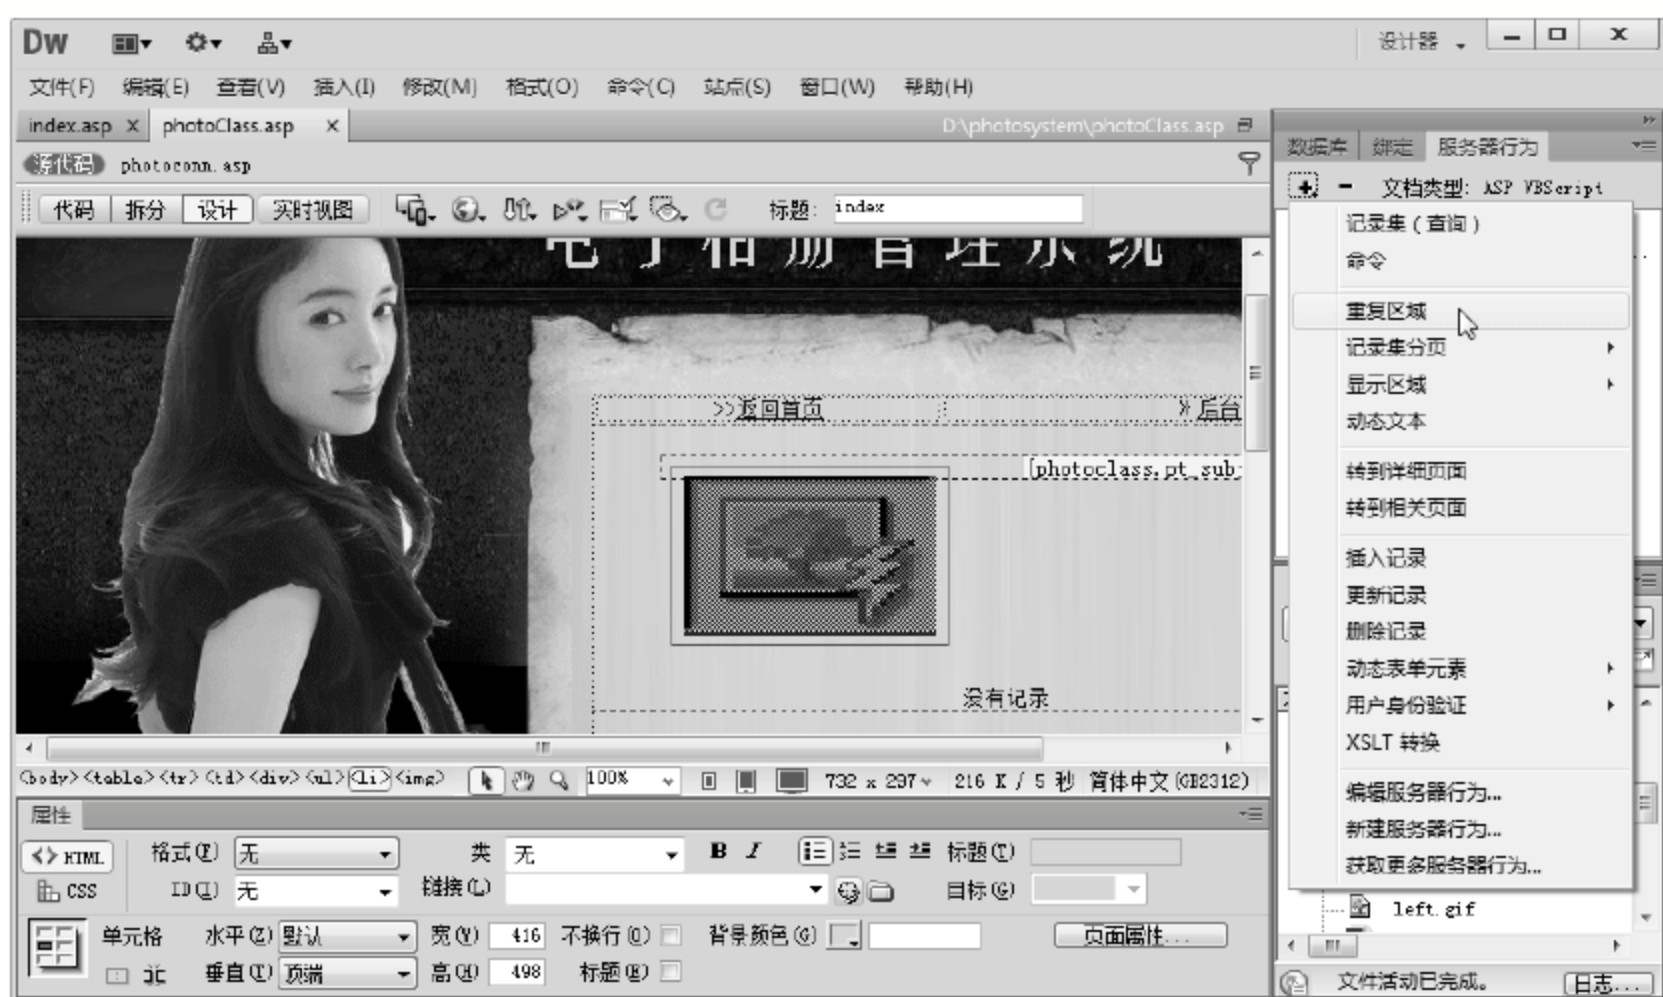 Dw
设计器
文件(F) 编辑(E) 查看(V) 插入(I) 修改(M) 格式(O) 命令(C) 站点(S) 窗口(W) 帮助(H)
index.asp photoClass.asp D:\photosystem\photoClass.asp
源代码 photoconn.asp
代码 拆分 设计 实时视图 标题: index
电子相册管理系统
>>返回首页 》后台
{photoclass.pt_sub
没有记录
<body><table><tr><td><div><ul><li><img> 100% 732 x 297 216 K / 5 秒 简体中文(GB2312)
属性
<> HTML 格式(F) 无 类 无 B I 标题(T)
CSS ID(I) 无 链接(L) 目标(G)
单元格 水平(Z) 默认 宽(W) 416 不换行(O) 背景颜色(G) 页面属性...
垂直(T) 顶端 高(H) 498 标题(E)
数据库 绑定 服务器行为
文档类型: ASP VBScript
记录集(查询)
命令
重复区域
记录集分页
显示区域
动态文本
转到详细页面
转到相关页面
插入记录
更新记录
删除记录
动态表单元素
用户身份验证
XSLT 转换
编辑服务器行为...
新建服务器行为...
获取更多服务器行为...
left.gif
文件活动已完成。 日志...